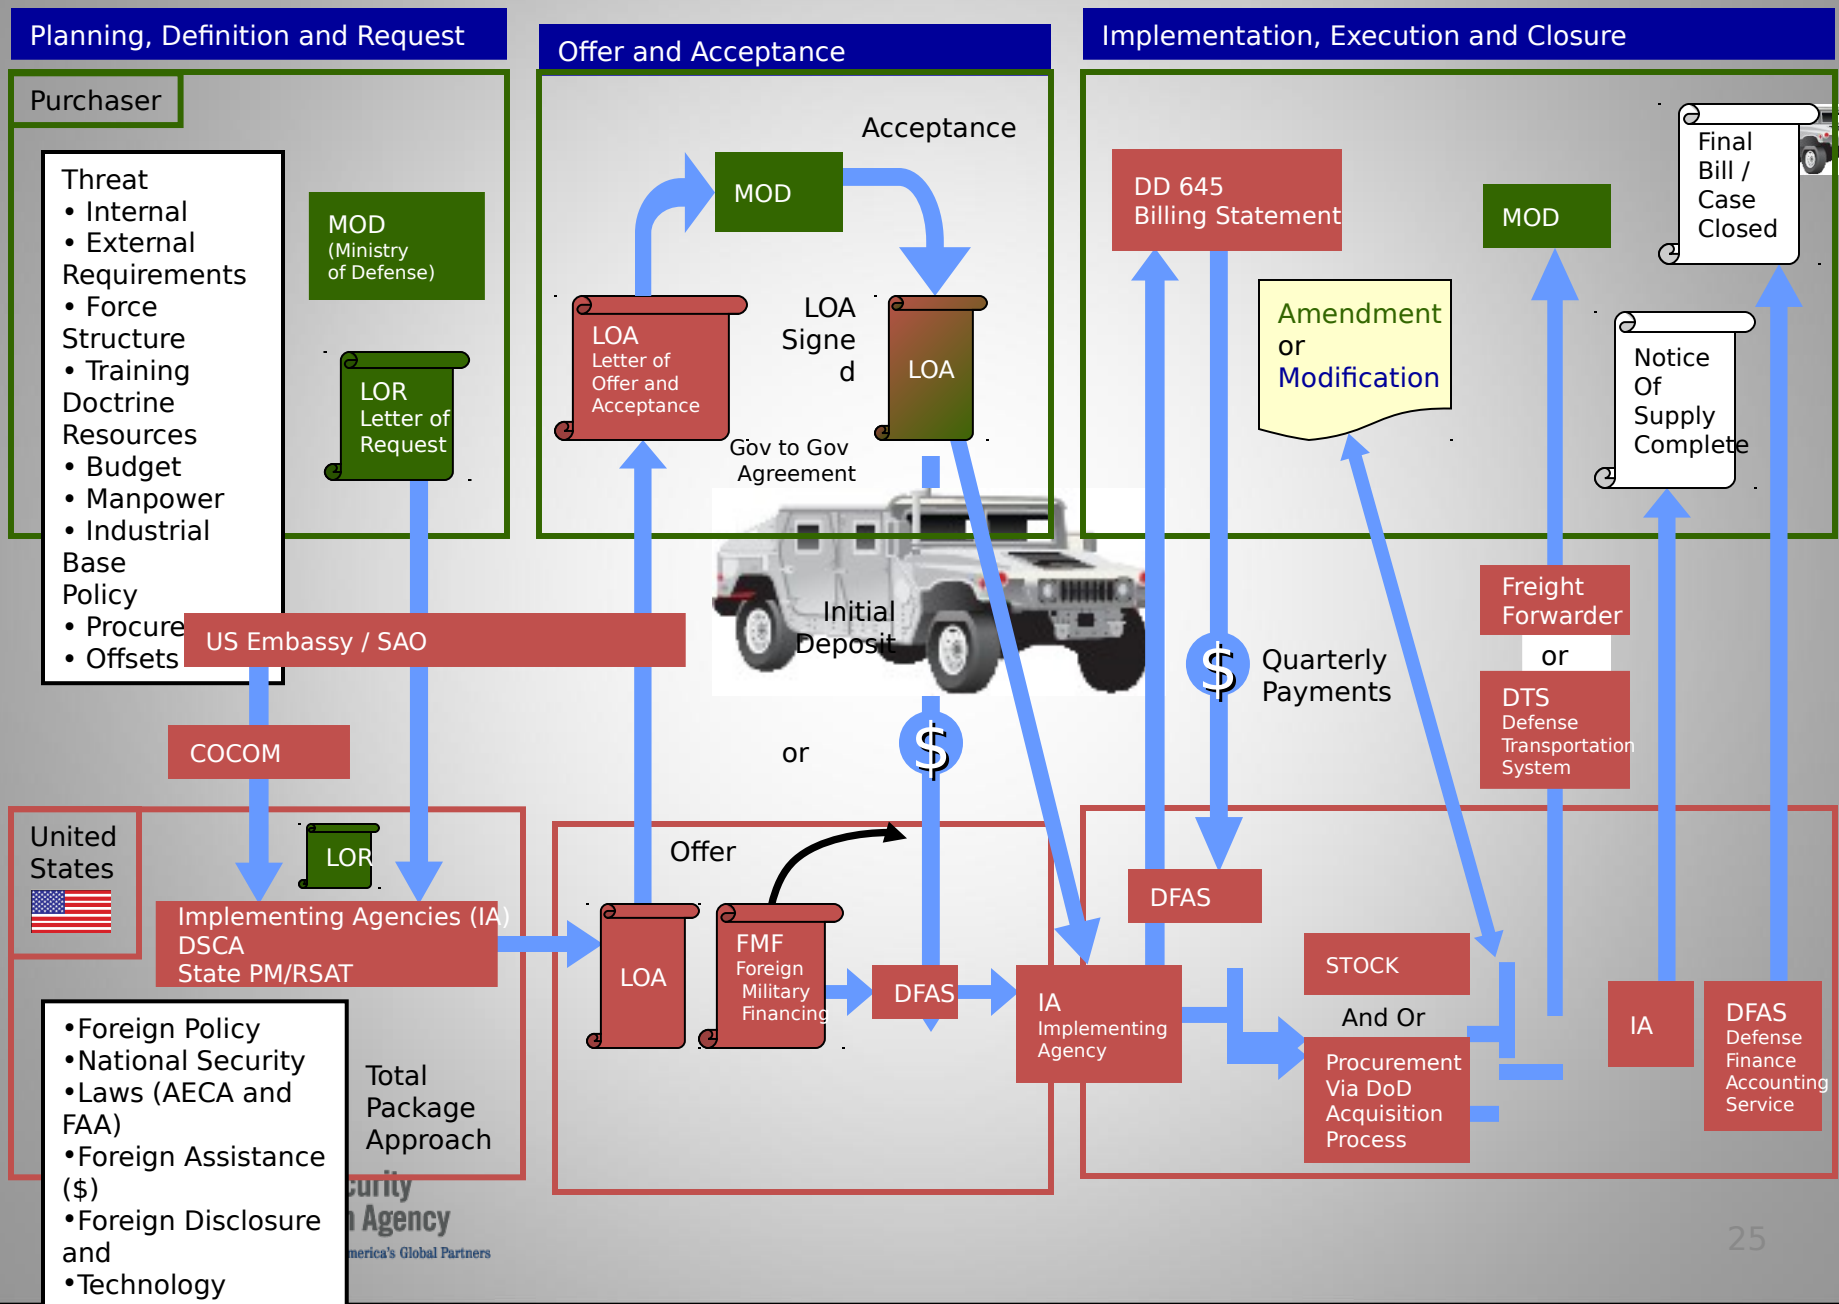 Planning, Definition and Request
Offer and Acceptance
Implementation, Execution and Closure
Purchaser
Threat
• Internal
• External
Requirements
• Force
Structure
• Training
Doctrine
Resources
• Budget
• Manpower
• Industrial
Base
Policy
• Procure
• Offsets
MOD
(Ministry
of Defense)
LOR
Letter of
Request
US Embassy / SAO
COCOM
United
States
LOR
Implementing Agencies (IA)
DSCA
State PM/RSAT
•Foreign Policy
•National Security
•Laws (AECA and
FAA)
•Foreign Assistance
($)
•Foreign Disclosure
and
•Technology
Total
Package
Approach
curity
Agency
merica's Global Partners
Acceptance
MOD
LOA
Letter of
Offer and
Acceptance
LOA
Signe
d
LOA
Gov to Gov
Agreement
Initial
Deposit
or
$
Offer
LOA
FMF
Foreign
Military
Financing
DFAS
IA
Implementing
Agency
DD 645
Billing Statement
Amendment
or
Modification
MOD
Final
Bill /
Case
Closed
Notice
Of
Supply
Complete
$
Quarterly
Payments
Freight
Forwarder
or
DTS
Defense
Transportation
System
DFAS
STOCK
And Or
Procurement
Via DoD
Acquisition
Process
IA
DFAS
Defense
Finance
Accounting
Service
25